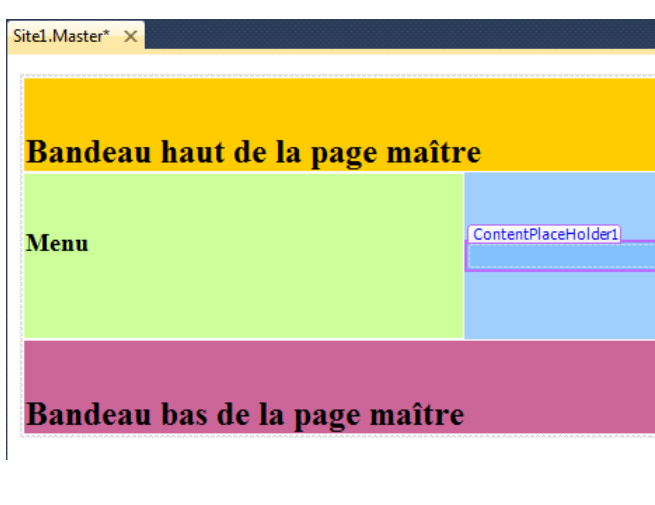 Site1.Master*
Bandeau haut de la page maître
Menu
ContentPlaceHolder1
Bandeau bas de la page maître